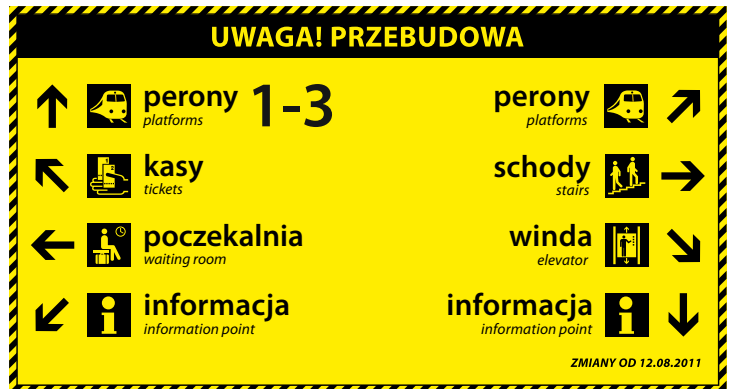 UWAGA! PRZEBUDOWA
perony 1-3
platforms
kasy
tickets
poczekalnia
waiting room
informacja
information point
perony
platforms
schody
stairs
winda
elevator
informacja
information point
ZMIANY OD 12.08.2011